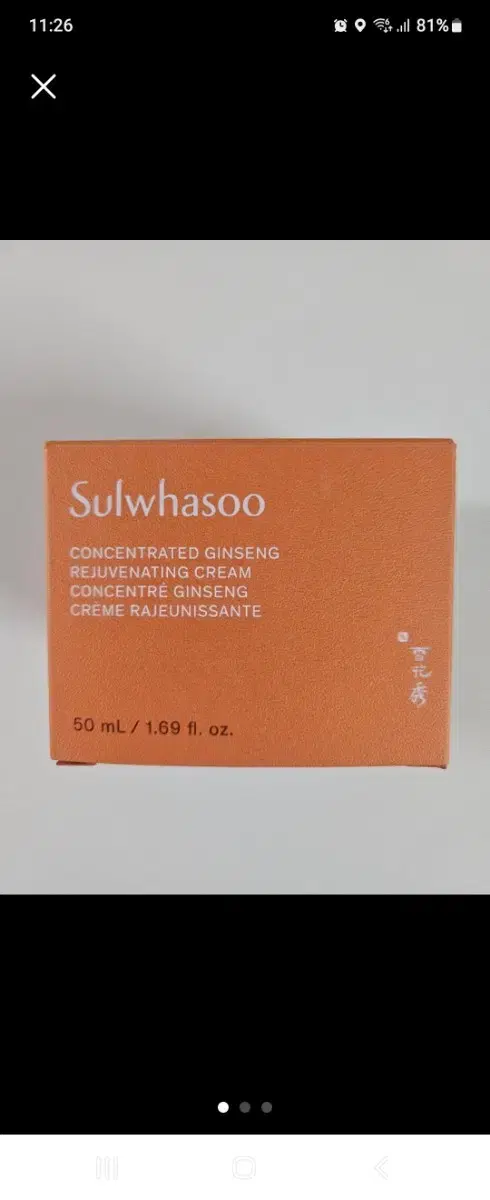 11:26
81%
Sulwhasoo
CONCENTRATED GINSENG
REJUVENATING CREAM
CONCENTRÉ GINSENG
CRÈME RAJEUNISSANTE
雪花秀
50 mL / 1.69 fl. oz.